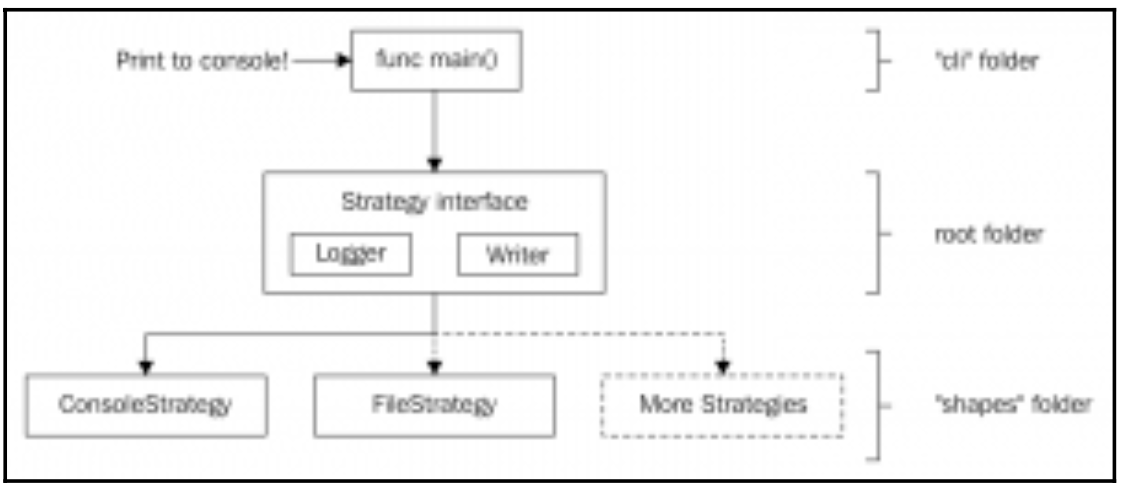 Print to console!
func main()
"cli" folder
Strategy interface
Logger
Writer
root folder
ConsoleStrategy
FileStrategy
More Strategies
"shapes" folder